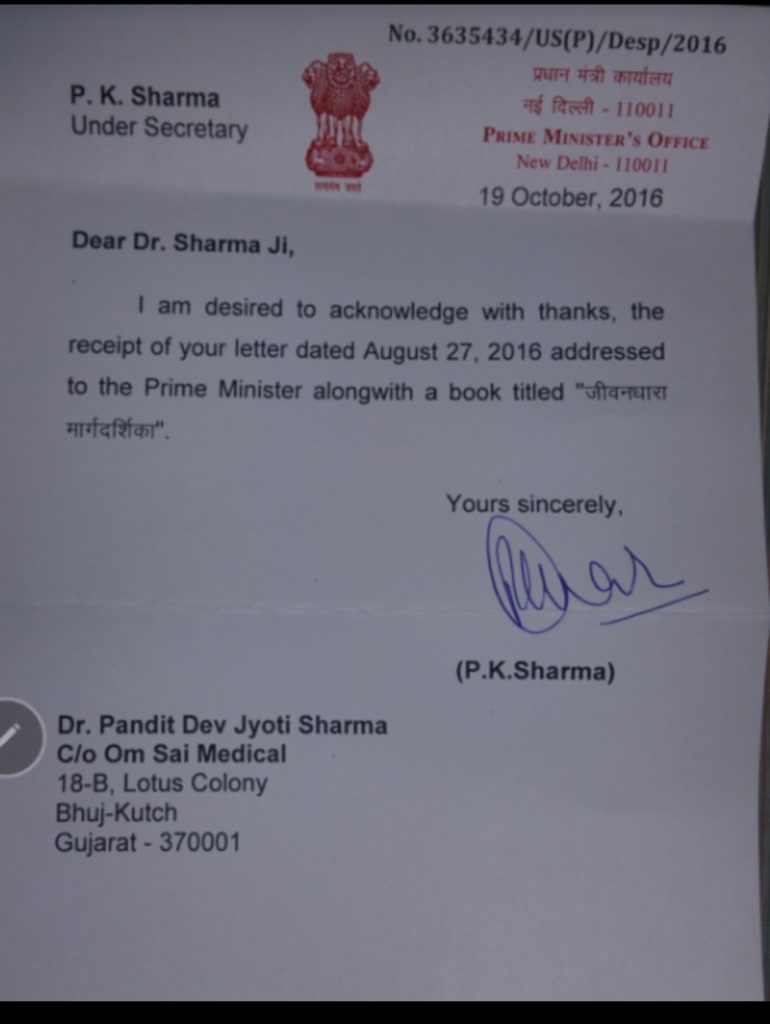 No. 3635434/US(P)/Desp/2016
P. K. Sharma
Under Secretary
सत्यमेव जयते
प्रधान मंत्री कार्यालय
नई दिल्ली - 110011
PRIME MINISTER'S OFFICE
New Delhi - 110011
19 October, 2016
Dear Dr. Sharma Ji,
I am desired to acknowledge with thanks, the
receipt of your letter dated August 27, 2016 addressed
to the Prime Minister alongwith a book titled "जीवनधारा
मार्गदर्शिका".
Yours sincerely,
(P.K.Sharma)
Dr. Pandit Dev Jyoti Sharma
C/o Om Sai Medical
18-B, Lotus Colony
Bhuj-Kutch
Gujarat - 370001